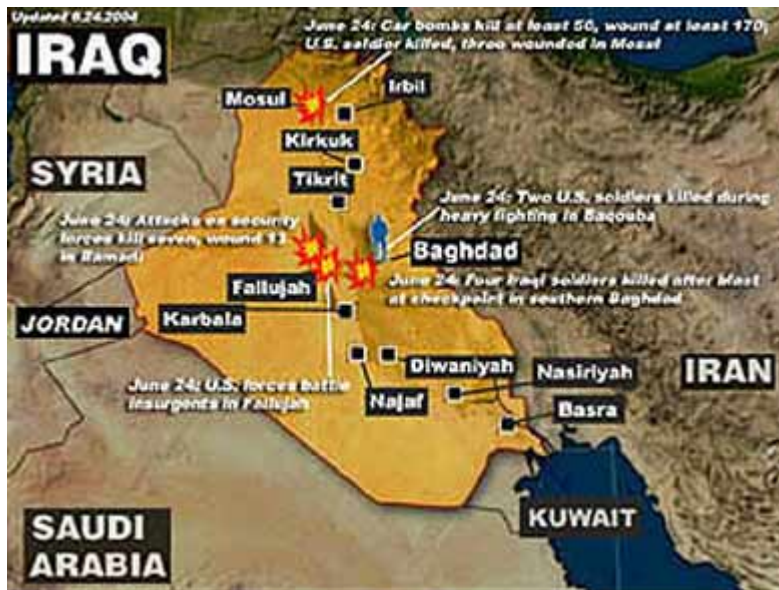 Updated 6.24.2004
IRAQ
June 24: Car bombs kill at least 50, wound at least 170;
U.S. soldier killed, three wounded in Mosul
Mosul
Irbil
Kirkuk
SYRIA
Tikrit
June 24: Two U.S. soldiers killed during
heavy fighting in Baqouba
June 24: Attacks on security
forces kill seven, wound 13
in Ramadi
Baghdad
June 24: Four Iraqi soldiers killed after blast
at checkpoint in southern Baghdad
Fallujah
Karbala
JORDAN
Diwaniyah
Nasiriyah
IRAN
June 24: U.S. forces battle
insurgents in Fallujah
Najaf
Basra
KUWAIT
SAUDI
ARABIA